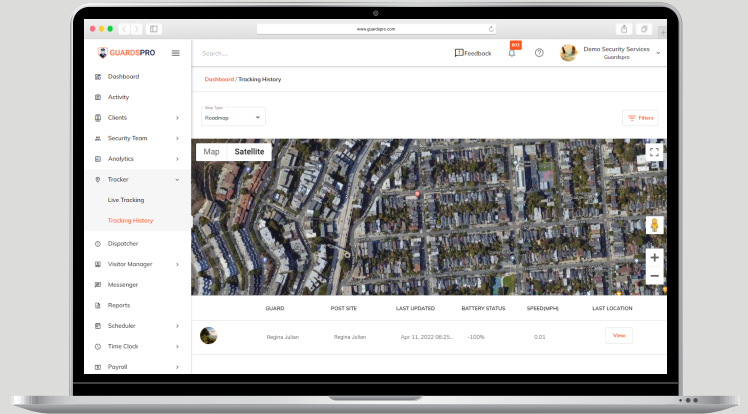 www.guardspro.com
GUARDSPRO
Search....
Feedback
603
Demo Security Services
Guardspro
Dashboard
Activity
Clients
Security Team
Analytics
Tracker
Live Tracking
Tracking History
Dispatcher
Visitor Manager
Messenger
Reports
Scheduler
Time Clock
Payroll
Dashboard / Tracking History
Map Type
Roadmap
Filters
Map
Satellite
GUARD POST SITE LAST UPDATED BATTERY STATUS SPEED(MPH) LAST LOCATION
Regina Julien Regina Julien Apr 11, 2022 06:25... -100% 0.01 View